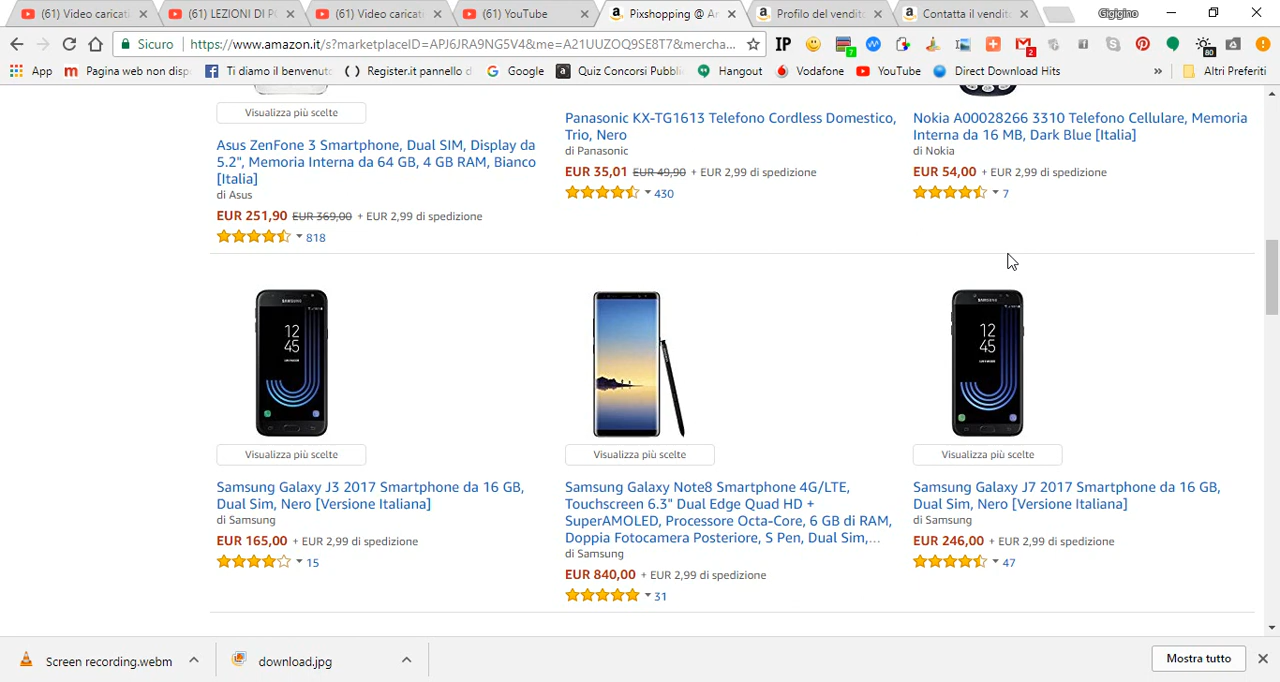 (61) Video caricati
(61) LEZIONI DI PU
(61) Video caricati
(61) YouTube
Pixshopping @ Am
Profilo del vendito
Contatta il vendito
Gigigino
Sicuro
https://www.amazon.it/s?marketplaceID=APJ6JRA9NG5V4&me=A21UUZOQ9SE8T7&mercha
IP
7
2
80
App
Pagina web non disp
Ti diamo il benvenuto
Register.it pannello d
Google
Quiz Concorsi Pubbli
Hangout
Vodafone
YouTube
Direct Download Hits
»
Altri Preferiti
Visualizza più scelte
Asus ZenFone 3 Smartphone, Dual SIM, Display da
5.2", Memoria Interna da 64 GB, 4 GB RAM, Bianco
[Italia]
di Asus
EUR 251,90 EUR 369,00 + EUR 2,99 di spedizione
818
Panasonic KX-TG1613 Telefono Cordless Domestico,
Trio, Nero
di Panasonic
EUR 35,01 EUR 49,90 + EUR 2,99 di spedizione
430
Nokia A00028266 3310 Telefono Cellulare, Memoria
Interna da 16 MB, Dark Blue [Italia]
di Nokia
EUR 54,00 + EUR 2,99 di spedizione
7
SAMSUNG
12
45
Visualizza più scelte
Samsung Galaxy J3 2017 Smartphone da 16 GB,
Dual Sim, Nero [Versione Italiana]
di Samsung
EUR 165,00 + EUR 2,99 di spedizione
15
Visualizza più scelte
Samsung Galaxy Note8 Smartphone 4G/LTE,
Touchscreen 6.3" Dual Edge Quad HD +
SuperAMOLED, Processore Octa-Core, 6 GB di RAM,
Doppia Fotocamera Posteriore, S Pen, Dual Sim,...
di Samsung
EUR 840,00 + EUR 2,99 di spedizione
31
SAMSUNG
12
45
Visualizza più scelte
Samsung Galaxy J7 2017 Smartphone da 16 GB,
Dual Sim, Nero [Versione Italiana]
di Samsung
EUR 246,00 + EUR 2,99 di spedizione
47
Screen recording.webm
download.jpg
Mostra tutto